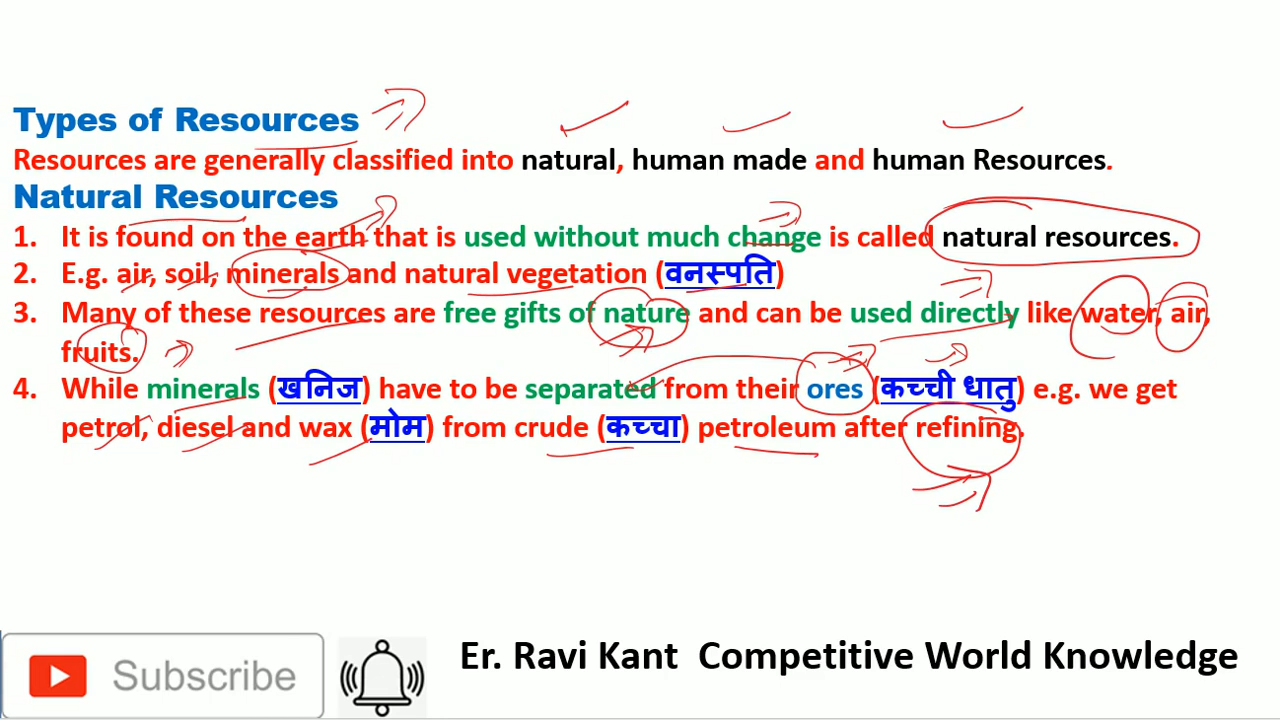 Types of Resources
Resources are generally classified into natural, human made and human Resources.
Natural Resources
1. It is found on the earth that is used without much change is called natural resources.
2. E.g. air, soil, minerals and natural vegetation (वनस्पति)
3. Many of these resources are free gifts of nature and can be used directly like water, air,
fruits.
4. While minerals (खनिज) have to be separated from their ores (कच्ची धातु) e.g. we get
petrol, diesel and wax (मोम) from crude (कच्चा) petroleum after refining.
Subscribe
Er. Ravi Kant Competitive World Knowledge